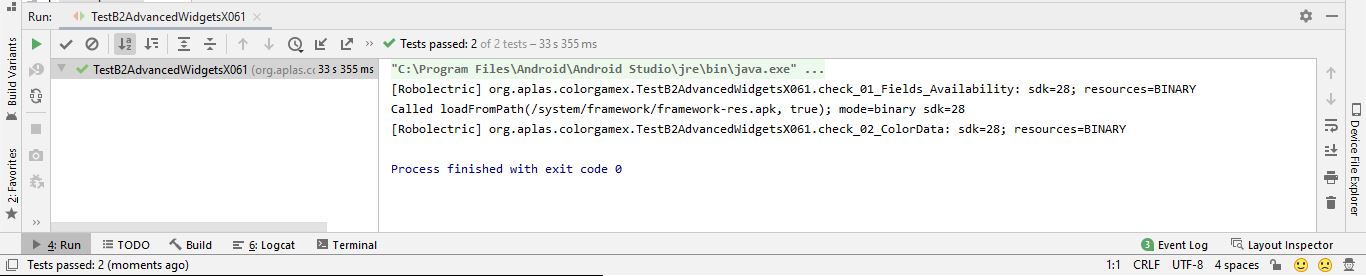 Run: TestB2AdvancedWidgetsX061
Tests passed: 2 of 2 tests – 33 s 355 ms
TestB2AdvancedWidgetsX061 (org.aplas.cc 33 s 355 ms
"C:\Program Files\Android\Android Studio\jre\bin\java.exe" ...
[Robolectric] org.aplas.colorgamex.TestB2AdvancedWidgetsX061.check_01_Fields_Availability: sdk=28; resources=BINARY
Called loadFromPath(/system/framework/framework-res.apk, true); mode=binary sdk=28
[Robolectric] org.aplas.colorgamex.TestB2AdvancedWidgetsX061.check_02_ColorData: sdk=28; resources=BINARY
Process finished with exit code 0
Build Variants
2: Favorites
Device File Explorer
4: Run TODO Build 6: Logcat Terminal 3 Event Log Layout Inspector
Tests passed: 2 (moments ago) 1:1 CRLF UTF-8 4 spaces